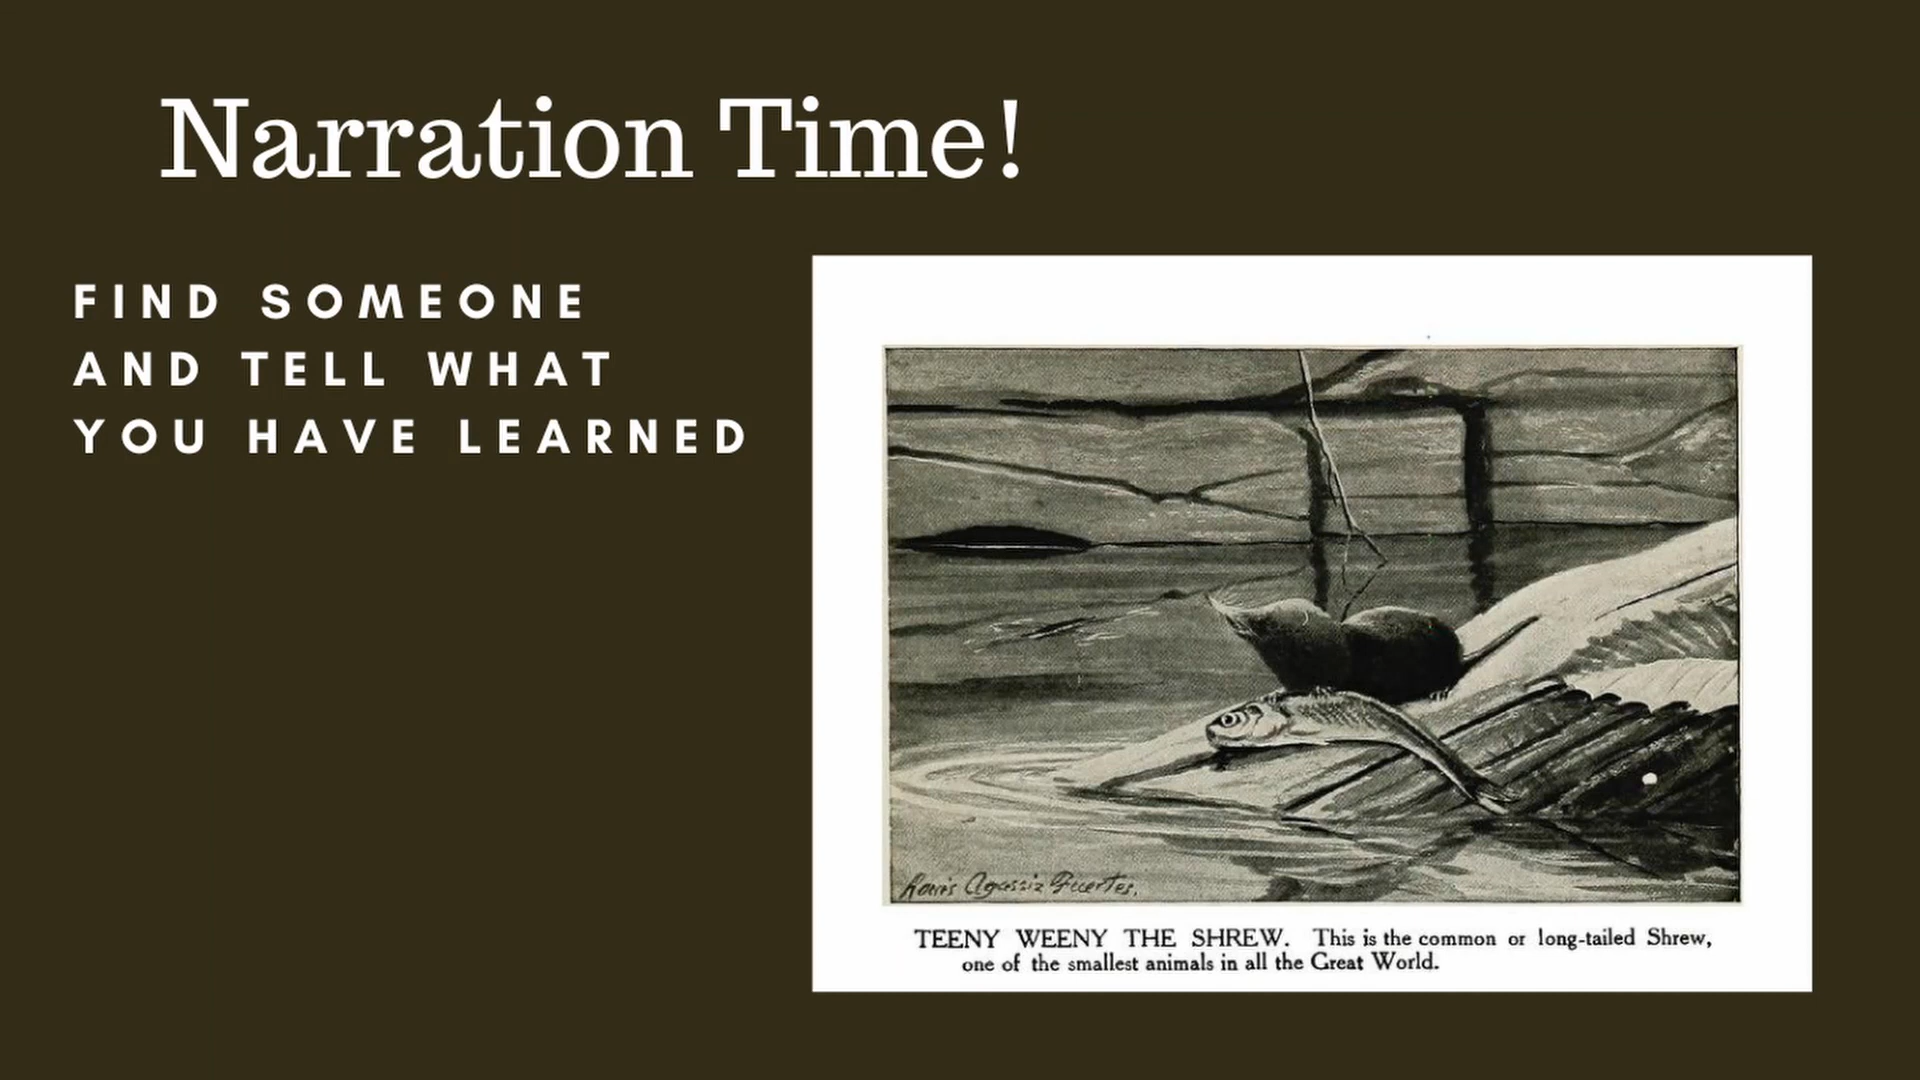 Narration Time!
FIND SOMEONE
AND TELL WHAT
YOU HAVE LEARNED
Louis Agassiz Fuertes.
TEENY WEENY THE SHREW. This is the common or long-tailed Shrew,
one of the smallest animals in all the Great World.